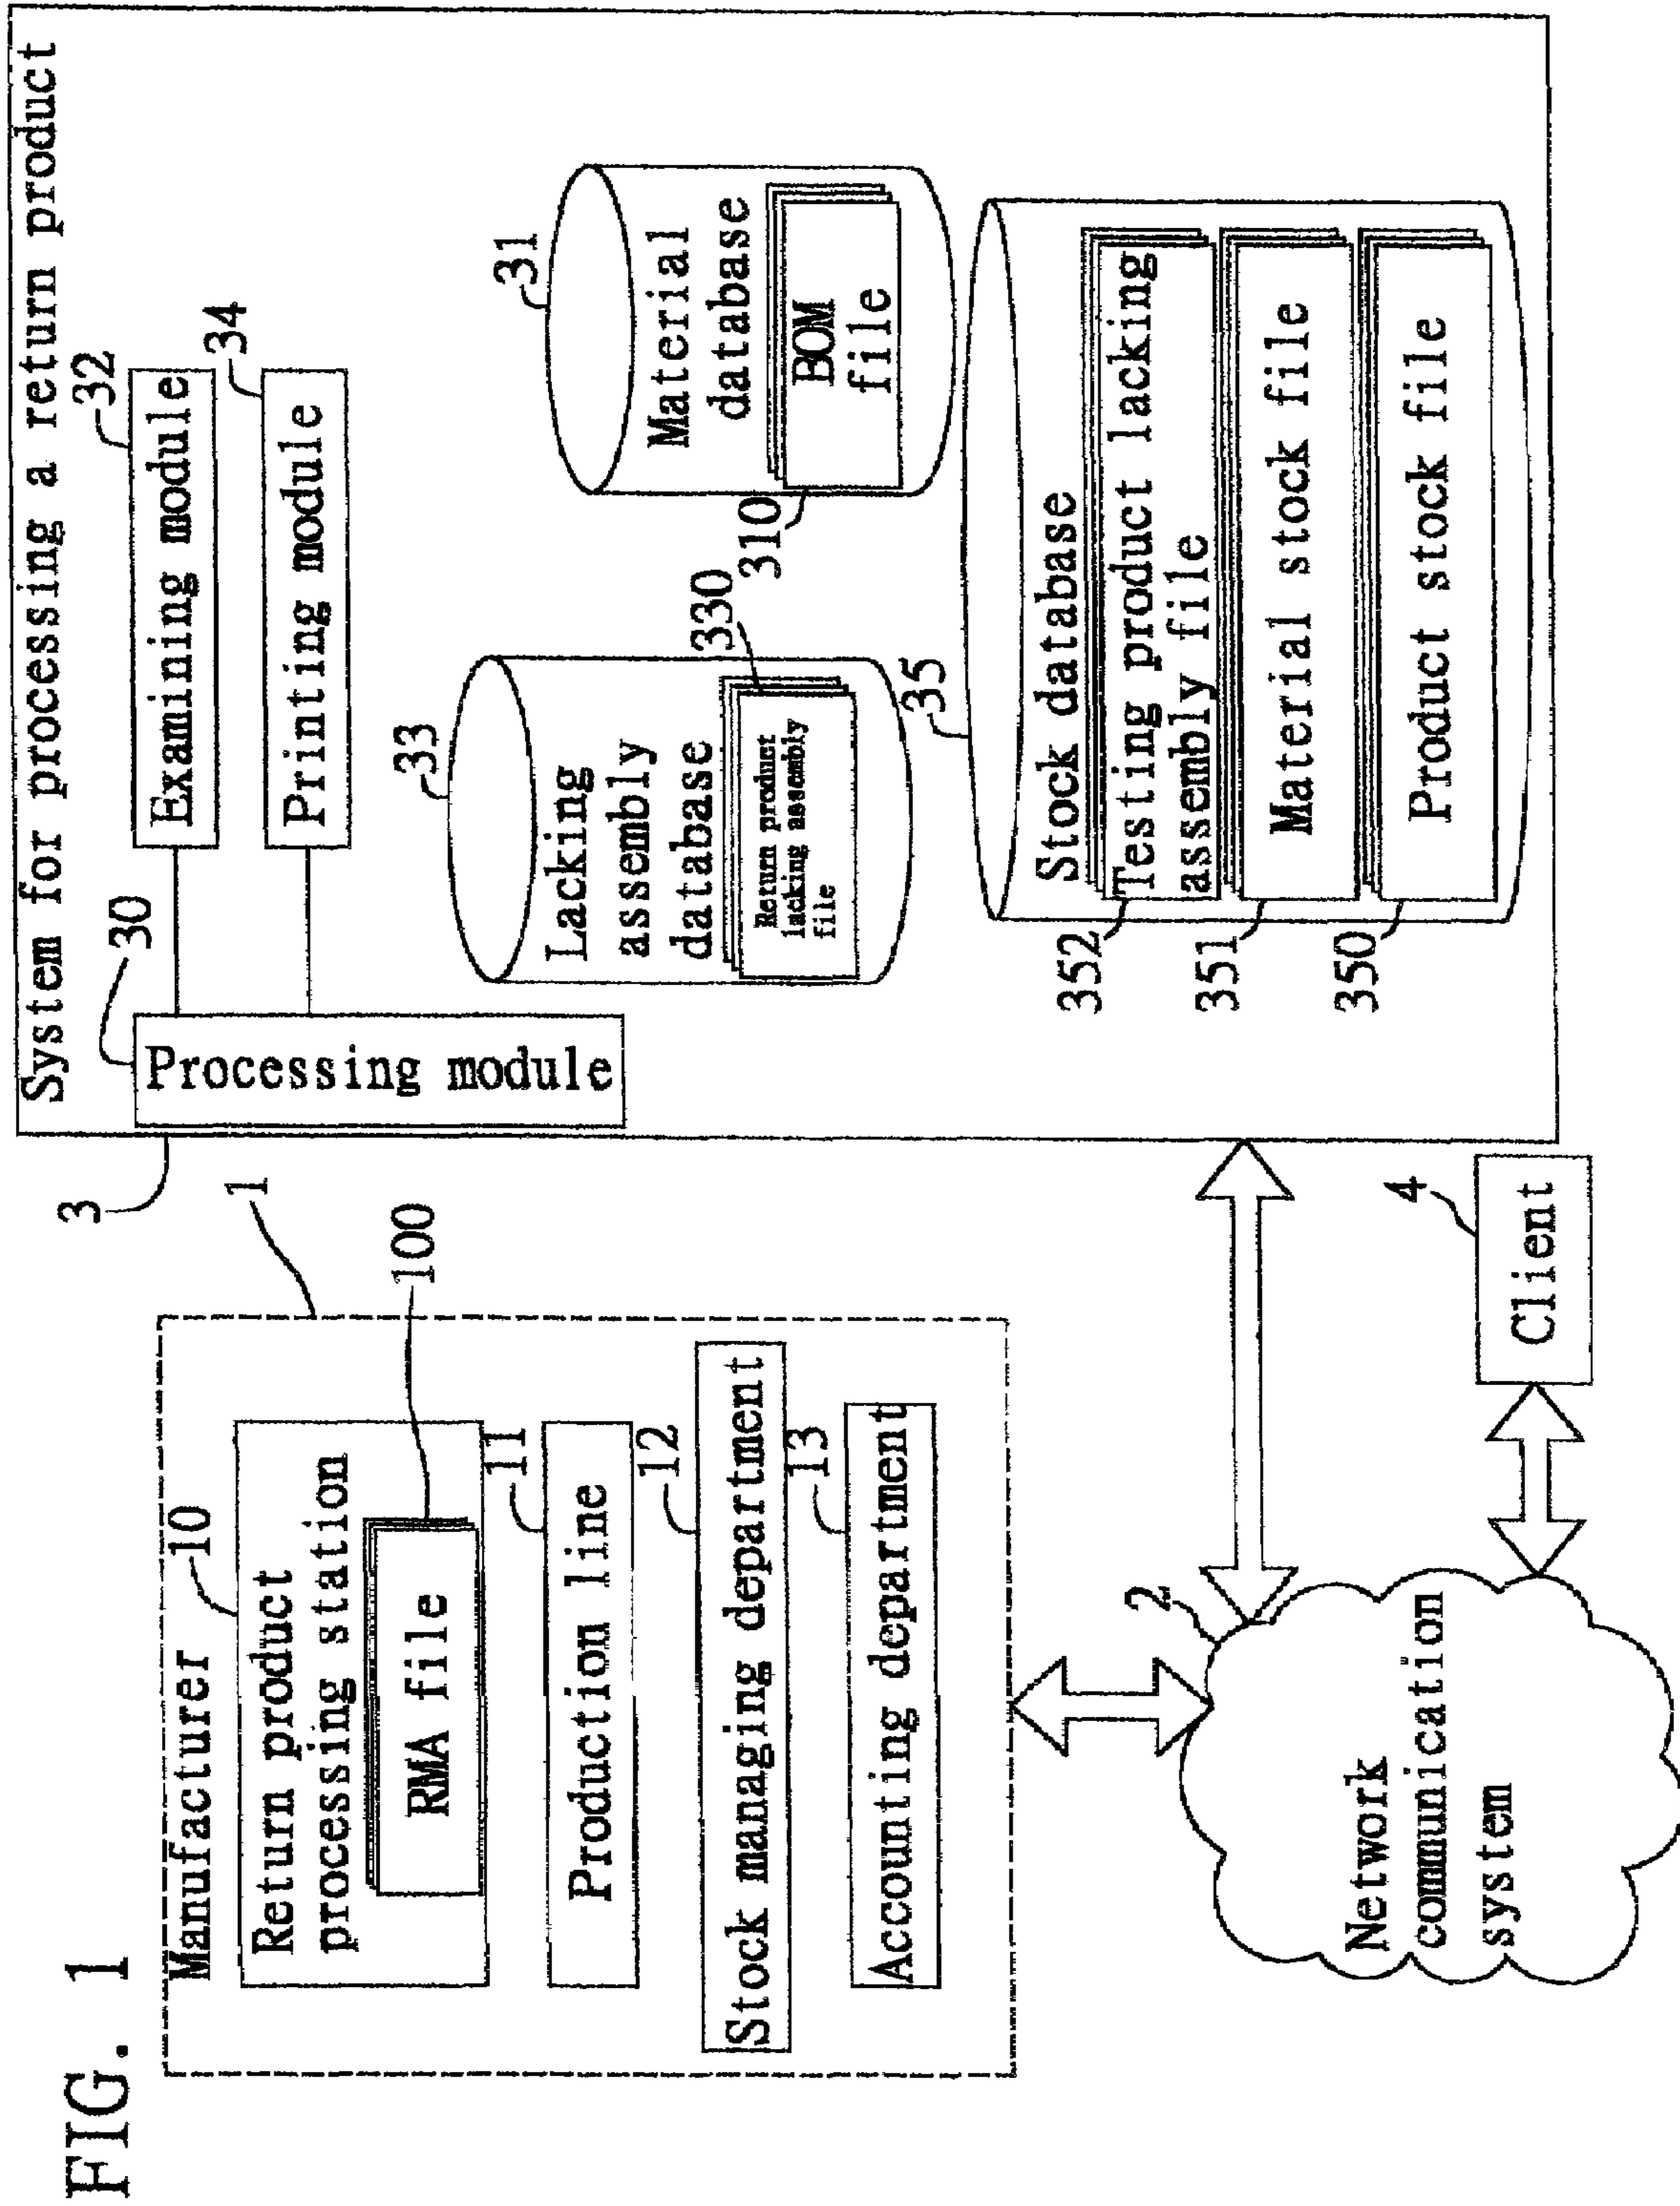 FIG. 1
Manufacturer
10
Return product
processing station
RMA file
100
1
11
Production line
12
Stock managing department
13
Accounting department
2
Network
communication
system
4
Client
3
System for processing a return product
30
Processing module
32
Examining module
34
Printing module
33
Lacking
assembly
database
330
Return product
lacking assembly
file
31
Material
database
310
BOM
file
35
Stock database
352
Testing product lacking
assembly file
351
Material stock file
350
Product stock file